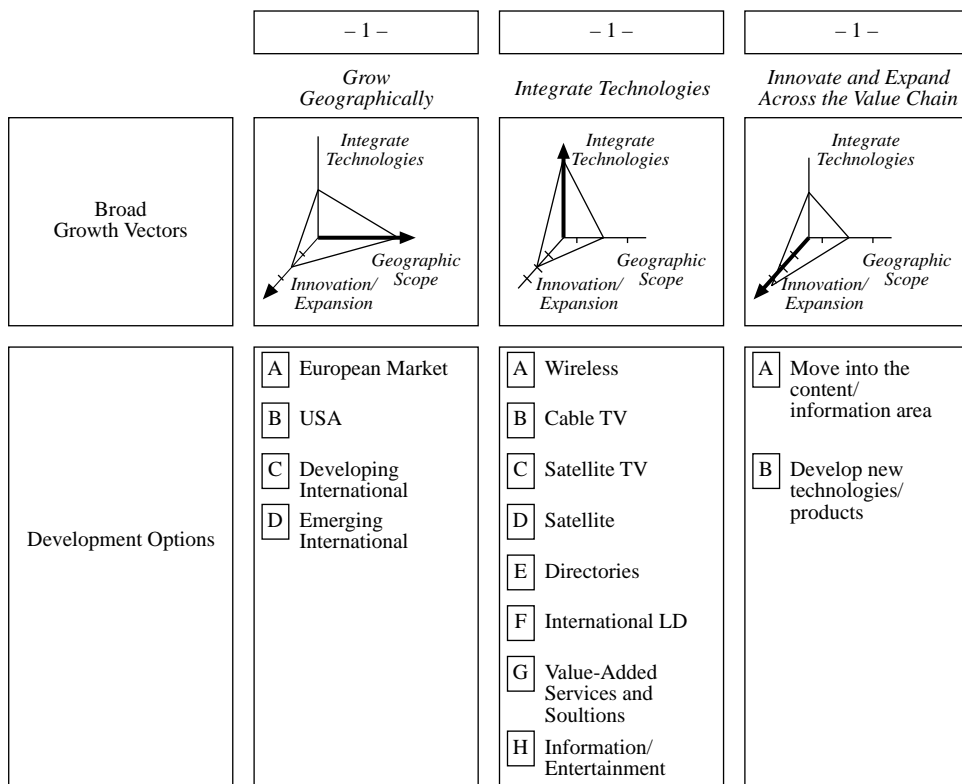 – 1 –
– 1 –
– 1 –
Grow
Geographically
Integrate Technologies
Innovate and Expand
Across the Value Chain
Broad
Growth Vectors
Integrate
Technologies
Geographic
Scope
Innovation/
Expansion
Integrate
Technologies
Geographic
Scope
Innovation/
Expansion
Integrate
Technologies
Geographic
Scope
Innovation/
Expansion
Development Options
A European Market
B USA
C Developing
International
D Emerging
International
A Wireless
B Cable TV
C Satellite TV
D Satellite
E Directories
F International LD
G Value-Added
Services and
Soultions
H Information/
Entertainment
A Move into the
content/
information area
B Develop new
technologies/
products